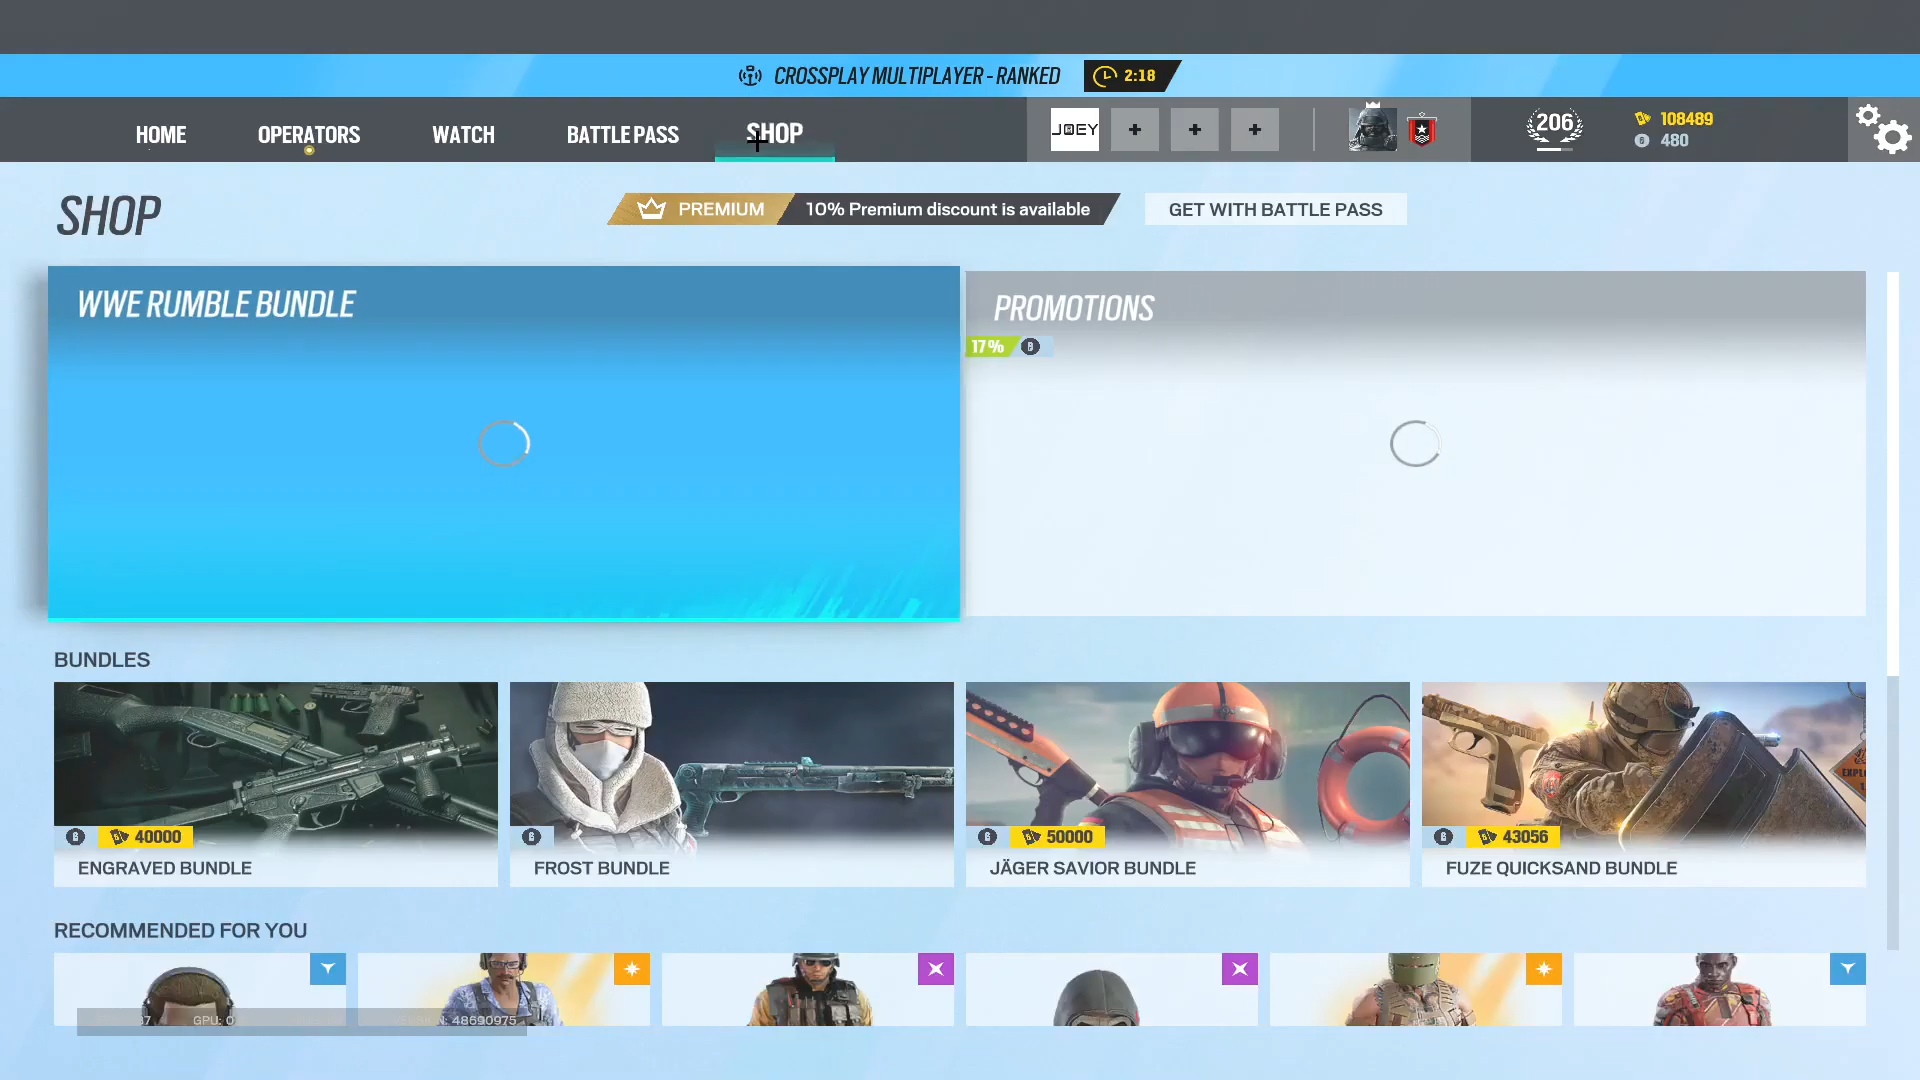 CROSSPLAY MULTIPLAYER - RANKED
2:18
HOME
OPERATORS
WATCH
BATTLE PASS
SHOP
JOEY
+
+
+
206
108489
480
SHOP
PREMIUM
10% Premium discount is available
GET WITH BATTLE PASS
WWE RUMBLE BUNDLE
PROMOTIONS
17%
BUNDLES
40000
50000
43056
ENGRAVED BUNDLE
FROST BUNDLE
JÄGER SAVIOR BUNDLE
FUZE QUICKSAND BUNDLE
RECOMMENDED FOR YOU
GPU: 0
48690975